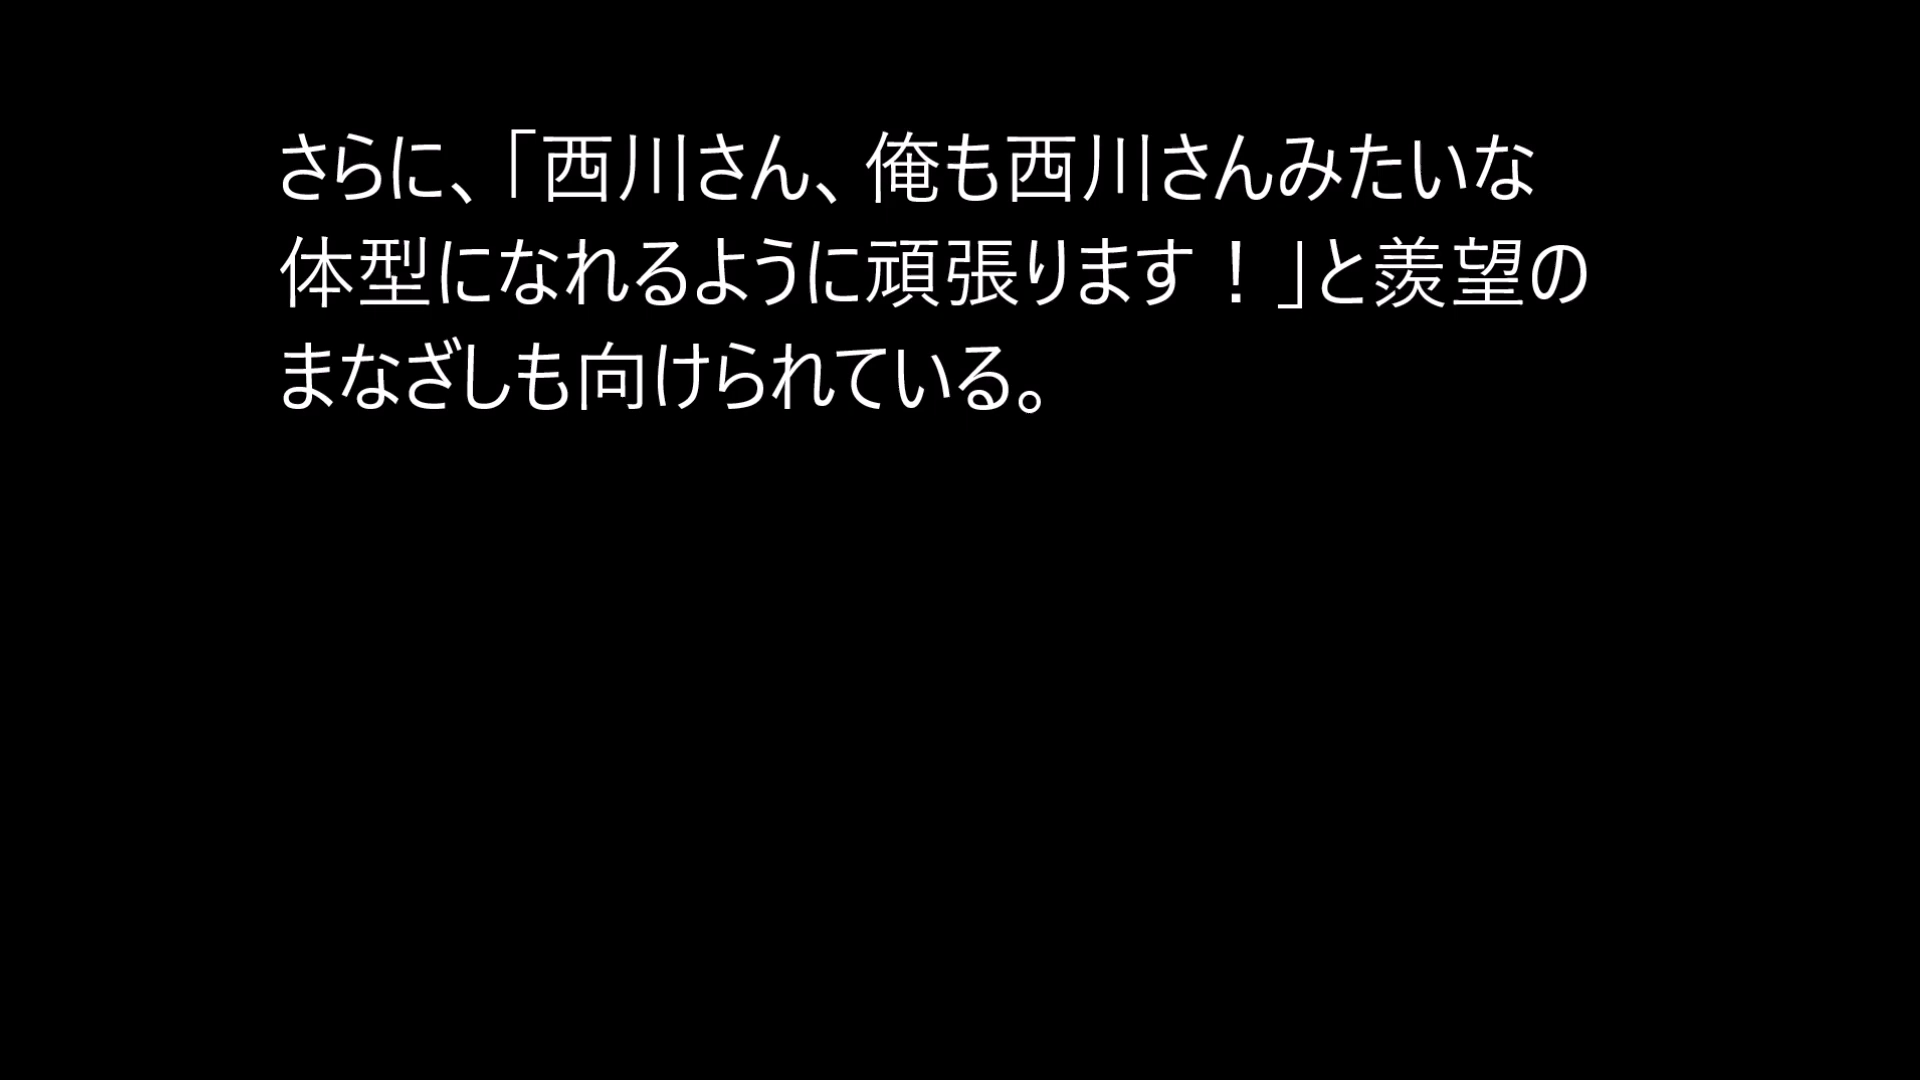 さらに、「西川さん、俺も西川さんみたいな
体型になれるように頑張ります！」と羨望の
まなざしも向けられている。